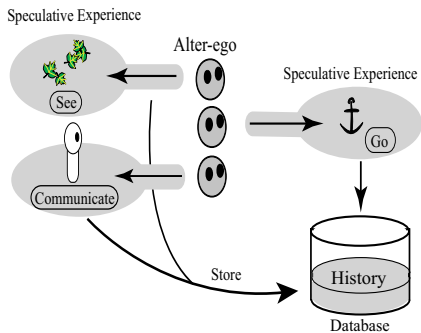 Speculative Experience
Alter-ego
Speculative Experience
See
Go
Communicate
Store
History
Database